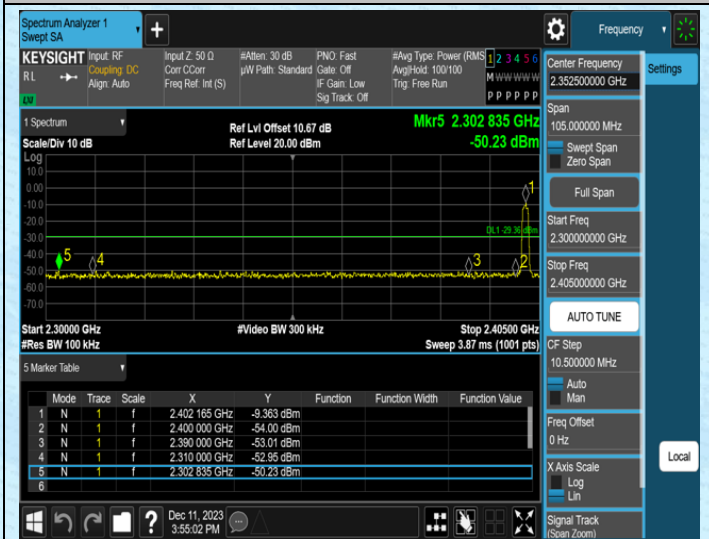 Spectrum Analyzer 1
Swept SA
+
Frequency
KEYSIGHT
RL
LXI
Input: RF
Coupling: DC
Align: Auto
Input Z: 50 Ω
Corr CCorr
Freq Ref: Int (S)
#Atten: 30 dB
µW Path: Standard
PNO: Fast
Gate: Off
IF Gain: Low
Sig Track: Off
#Avg Type: Power (RMS
Avg|Hold: 100/100
Trig: Free Run
1 2 3 4 5 6
M W W W W W
P P P P P P
1 Spectrum
Scale/Div 10 dB
Ref Lvl Offset 10.67 dB
Ref Level 20.00 dBm
Mkr5 2.302 835 GHz
-50.23 dBm
Log
10.0
0.00
-10.0
-20.0
-30.0
-40.0
-50.0
-60.0
-70.0
1
DL1 -29.36 dBm
5
4
3
2
Start 2.30000 GHz
#Video BW 300 kHz
Stop 2.40500 GHz
#Res BW 100 kHz
Sweep 3.87 ms (1001 pts)
5 Marker Table
Mode Trace Scale X Y Function Function Width Function Value
1 N 1 f 2.402 165 GHz -9.363 dBm
2 N 1 f 2.400 000 GHz -54.00 dBm
3 N 1 f 2.390 000 GHz -53.01 dBm
4 N 1 f 2.310 000 GHz -52.95 dBm
5 N 1 f 2.302 835 GHz -50.23 dBm
6
?
Dec 11, 2023
3:55:02 PM
Center Frequency
2.352500000 GHz
Settings
Span
105.000000 MHz
Swept Span
Zero Span
Full Span
Start Freq
2.300000000 GHz
Stop Freq
2.405000000 GHz
AUTO TUNE
CF Step
10.500000 MHz
Auto
Man
Freq Offset
0 Hz
Local
X Axis Scale
Log
Lin
Signal Track
(Span Zoom)